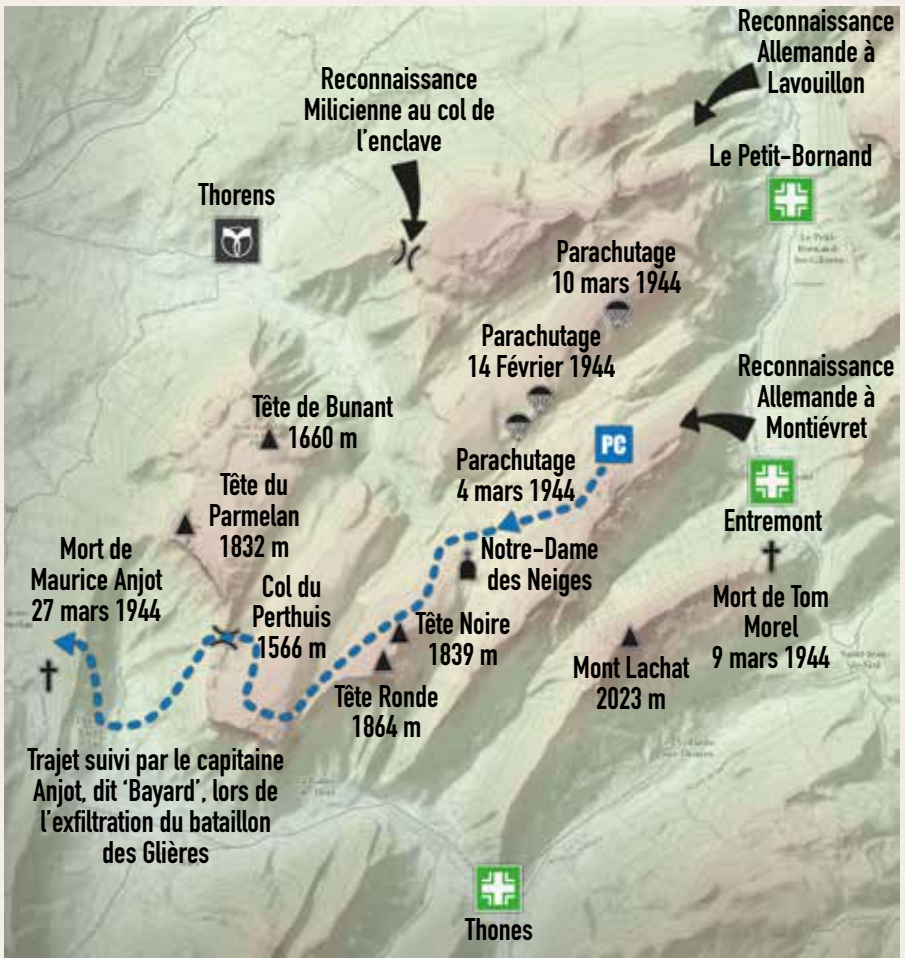 Reconnaissance
Allemande à
Lavouillon
Reconnaissance
Milicienne au col de
l'enclave
Le Petit-Bornand
Thorens
Parachutage
10 mars 1944
Parachutage
14 Février 1944
Reconnaissance
Allemande à
Montiévret
Tête de Bunant
1660 m
PC
Parachutage
4 mars 1944
Tête du
Parmelan
1832 m
Entremont
Mort de
Maurice Anjot
27 mars 1944
Notre-Dame
des Neiges
Col du
Perthuis
1566 m
Mort de Tom
Morel
9 mars 1944
Tête Noire
1839 m
Mont Lachat
2023 m
Tête Ronde
1864 m
Trajet suivi par le capitaine
Anjot, dit 'Bayard', lors de
l'exfiltration du bataillon
des Glières
Thones